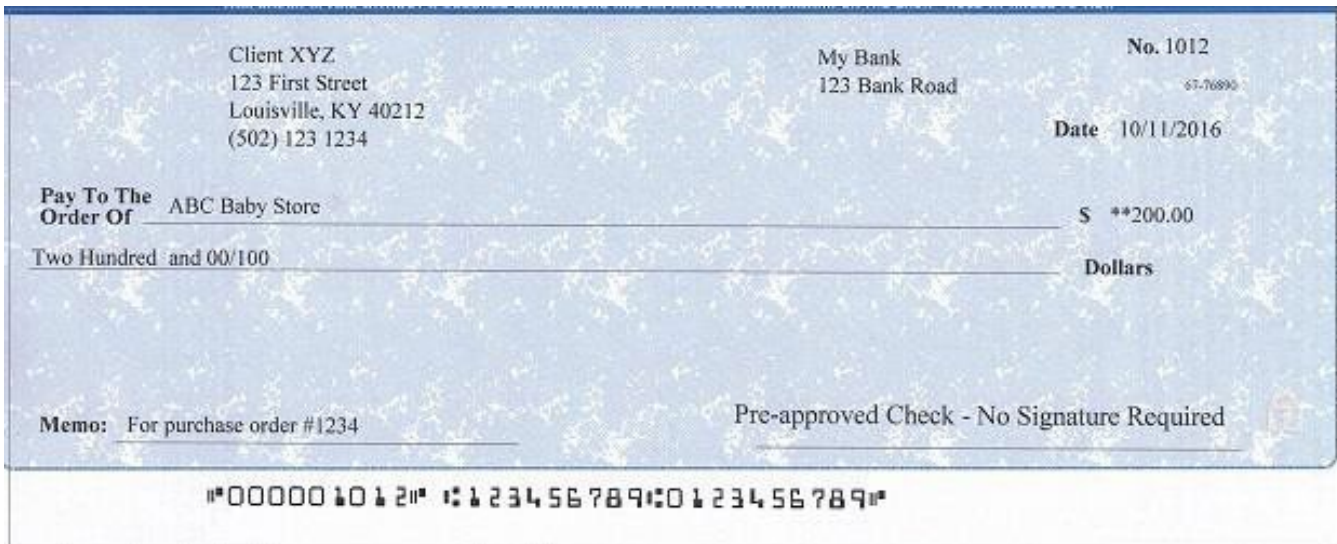 Client XYZ
123 First Street
Louisville, KY 40212
(502) 123 1234
My Bank
123 Bank Road
No. 1012
67-76890
Date 10/11/2016
Pay To The
Order Of ABC Baby Store
$ **200.00
Two Hundred and 00/100
Dollars
Memo: For purchase order #1234
Pre-approved Check - No Signature Required
⑈000001012⑈ ⑆123456789⑆0123456789⑈